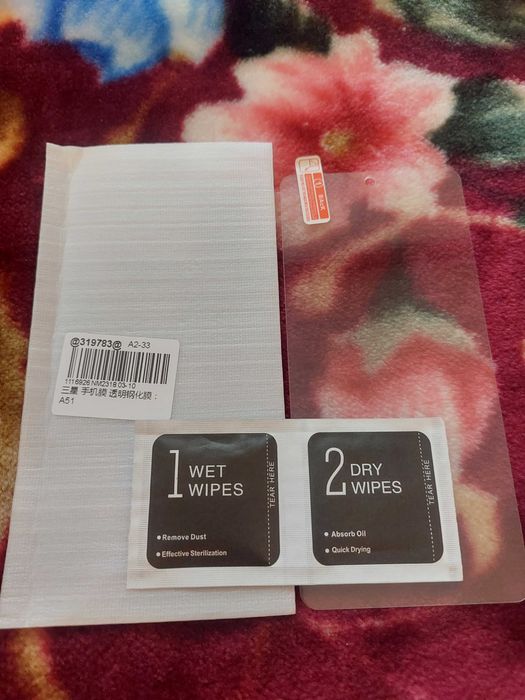 @319783@ A2-33
1116926 NM2318.03-10
三星 手机膜 透明钢化膜：
A51
1 WET
WIPES
TEAR HERE
Remove Dust
Effective Sterilization
2 DRY
WIPES
TEAR HERE
Absorb Oil
Quick Drying